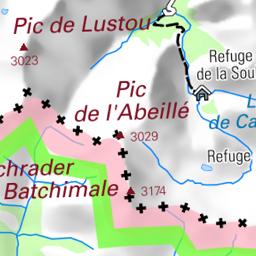 Pic de Lustou
3023
Refuge
de la Sou
Pic
de l'Abeillé
3029
L
de Ca
Refuge
chrader
Batchimale
3174